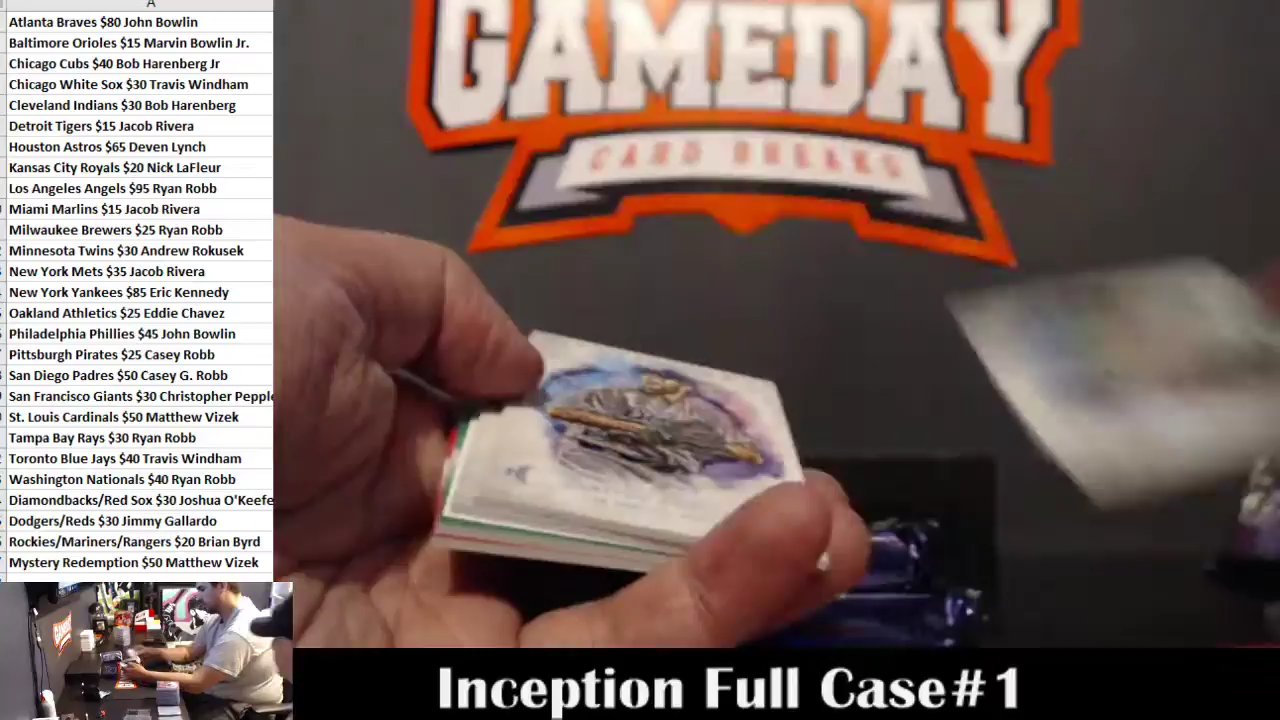 A
Atlanta Braves $80 John Bowlin
Baltimore Orioles $15 Marvin Bowlin Jr.
Chicago Cubs $40 Bob Harenberg Jr
Chicago White Sox $30 Travis Windham
Cleveland Indians $30 Bob Harenberg
Detroit Tigers $15 Jacob Rivera
Houston Astros $65 Deven Lynch
Kansas City Royals $20 Nick LaFleur
Los Angeles Angels $95 Ryan Robb
Miami Marlins $15 Jacob Rivera
Milwaukee Brewers $25 Ryan Robb
Minnesota Twins $30 Andrew Rokusek
New York Mets $35 Jacob Rivera
New York Yankees $85 Eric Kennedy
Oakland Athletics $25 Eddie Chavez
Philadelphia Phillies $45 John Bowlin
Pittsburgh Pirates $25 Casey Robb
San Diego Padres $50 Casey G. Robb
San Francisco Giants $30 Christopher Pepple
St. Louis Cardinals $50 Matthew Vizek
Tampa Bay Rays $30 Ryan Robb
Toronto Blue Jays $40 Travis Windham
Washington Nationals $40 Ryan Robb
Diamondbacks/Red Sox $30 Joshua O'Keefe
Dodgers/Reds $30 Jimmy Gallardo
Rockies/Mariners/Rangers $20 Brian Byrd
Mystery Redemption $50 Matthew Vizek
GAMEDAY
CARD BREAKS
Inception Full Case#1